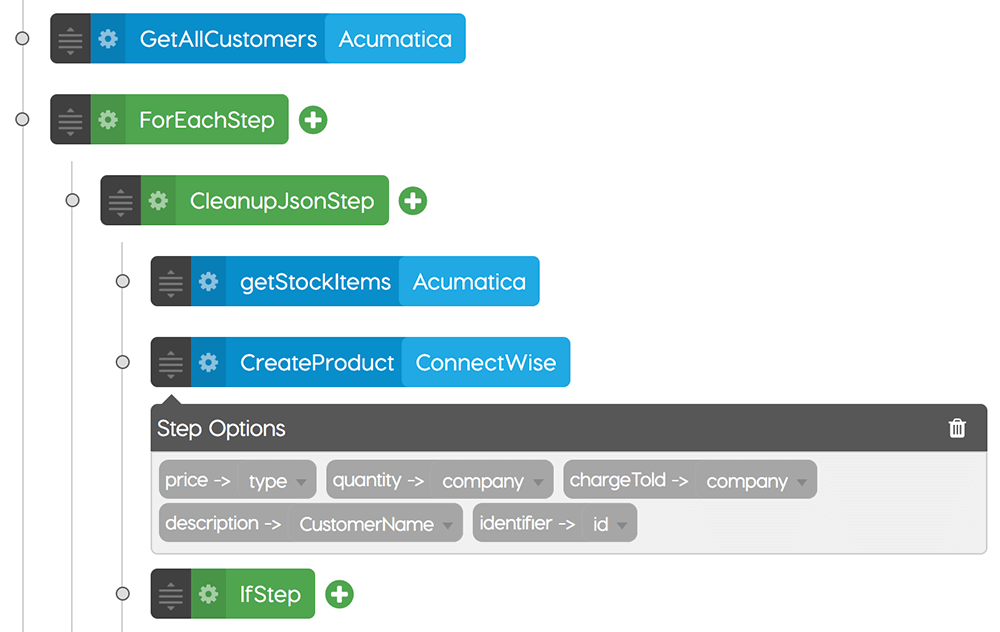 GetAllCustomers Acumatica
ForEachStep
CleanupJsonStep
getStockItems Acumatica
CreateProduct ConnectWise
Step Options
price -> type quantity -> company chargeTold -> company
description -> CustomerName identifier -> id
IfStep